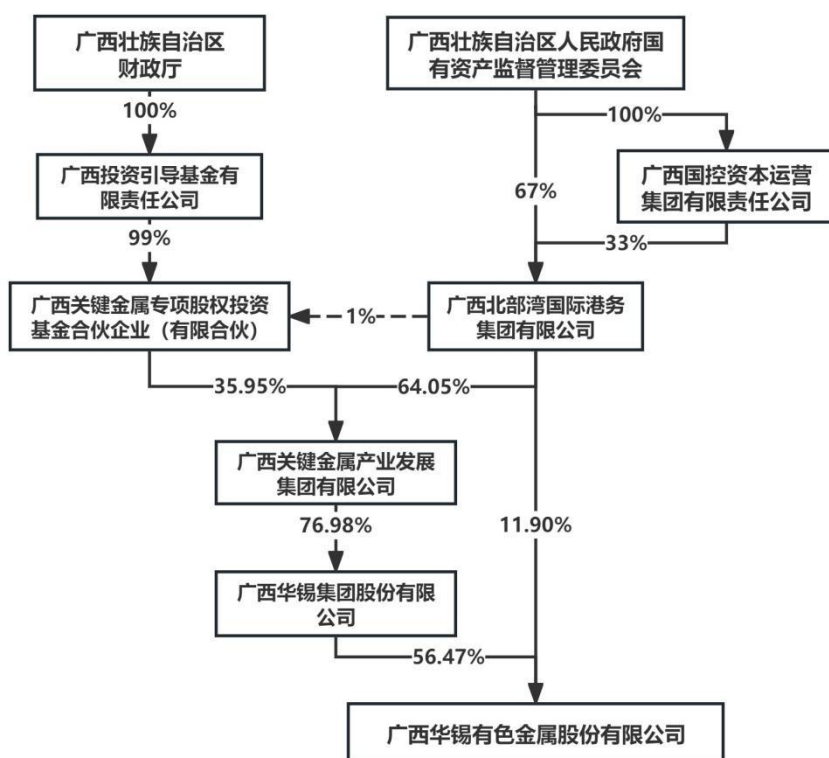 广西壮族自治区
财政厅
广西壮族自治区人民政府国
有资产监督管理委员会
100%
100%
广西投资引导基金有
限责任公司
67%
广西国控资本运营
集团有限责任公司
99%
33%
广西关键金属专项股权投资
基金合伙企业（有限合伙）
1%
广西北部湾国际港务
集团有限公司
35.95%
64.05%
广西关键金属产业发展
集团有限公司
76.98%
11.90%
广西华锡集团股份有限
公司
56.47%
广西华锡有色金属股份有限公司